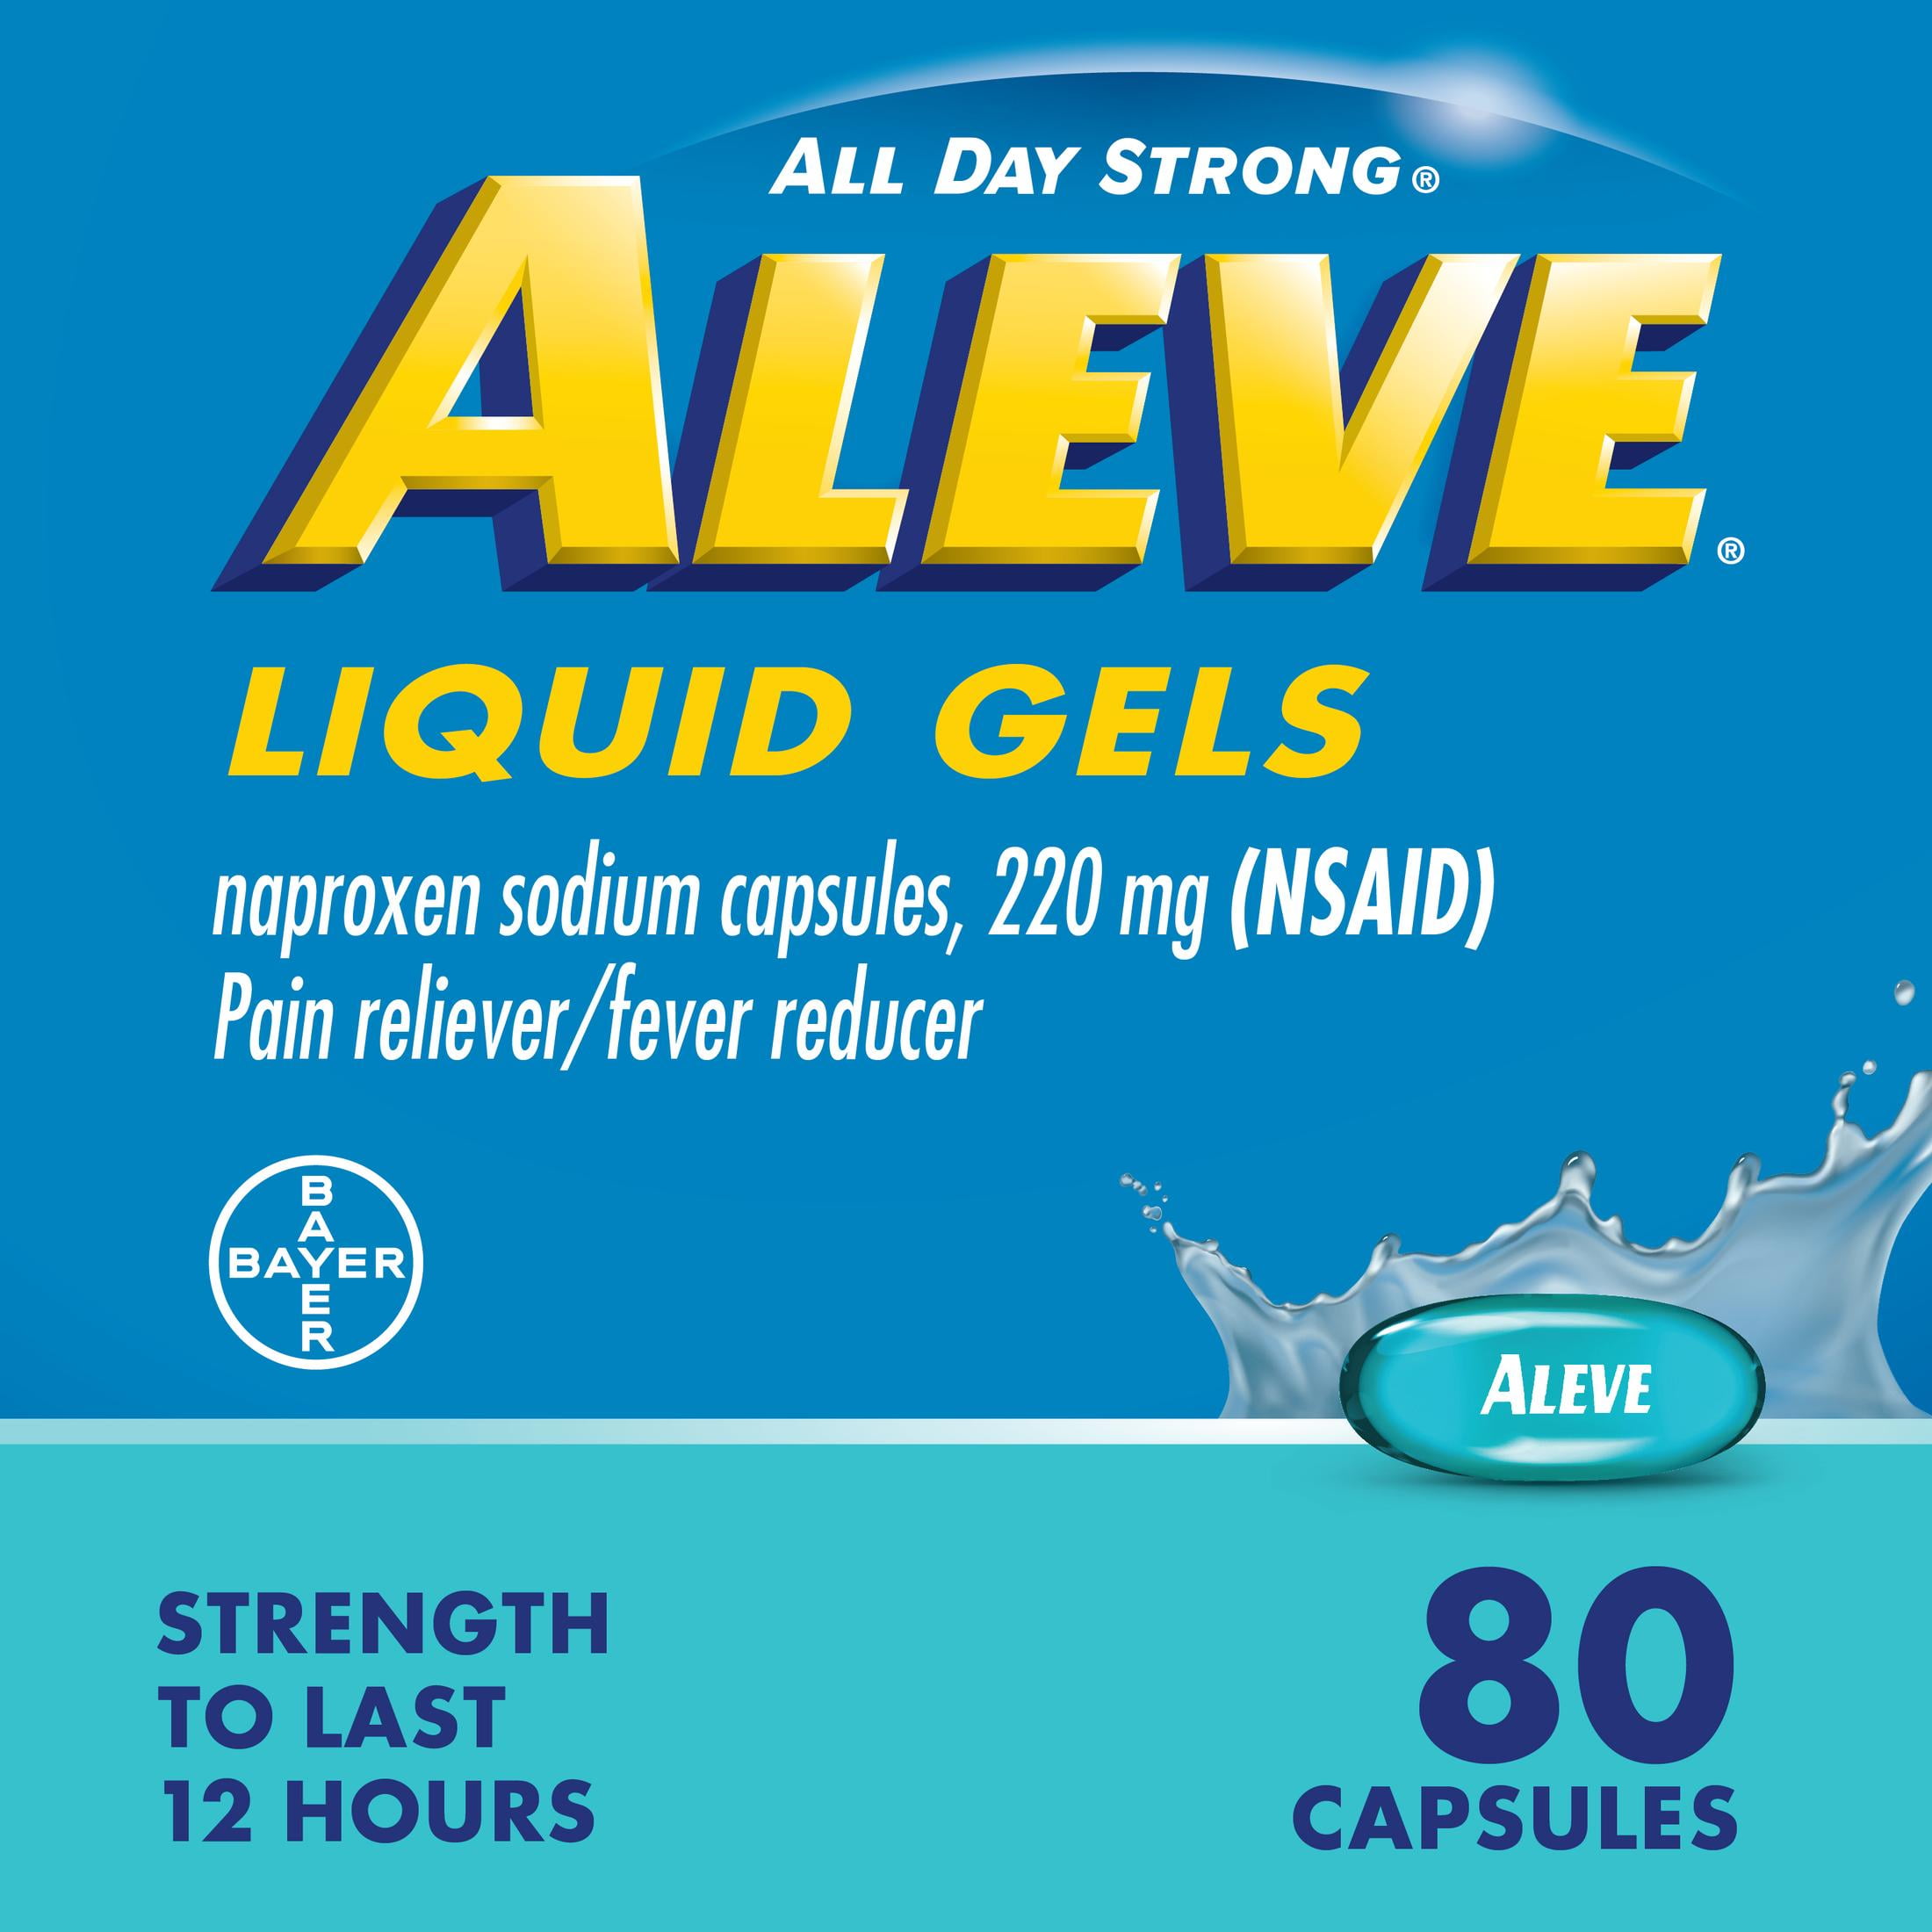 ALL DAY STRONG®
ALEVE®
LIQUID GELS
naproxen sodium capsules, 220 mg (NSAID)
Pain reliever/fever reducer
BAYER
BAYER
ALEVE
STRENGTH
TO LAST
12 HOURS
80
CAPSULES